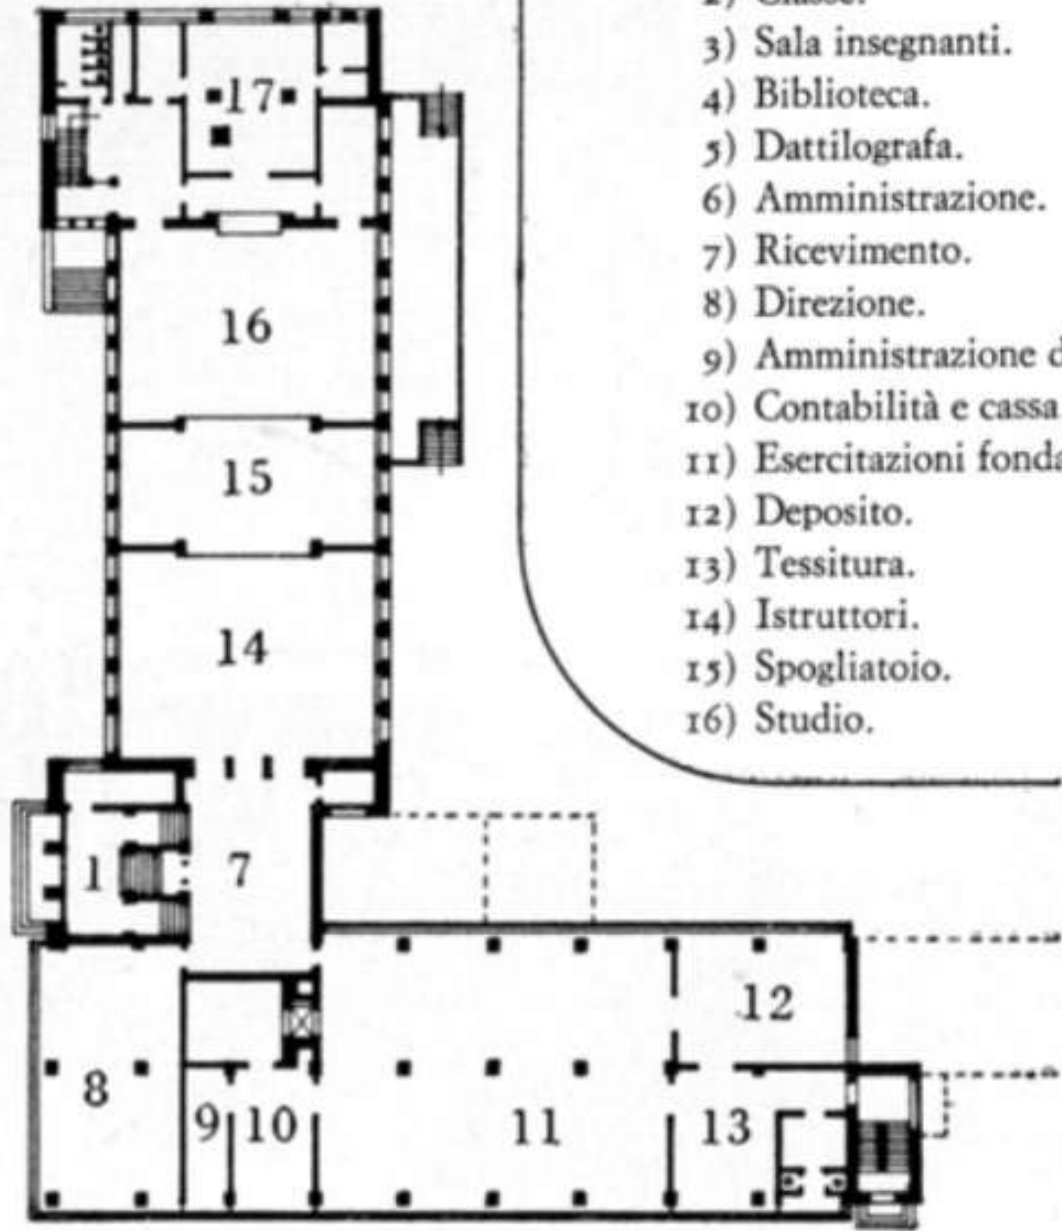 3) Sala insegnanti.
4) Biblioteca.
5) Dattilografa.
6) Amministrazione.
7) Ricevimento.
8) Direzione.
9) Amministrazione
10) Contabilità e cassa
11) Esercitazioni
12) Deposito.
13) Tessitura.
14) Istruttori.
15) Spogliatoio.
16) Studio.
17
16
15
14
1 7
12
8 9 10 11 13